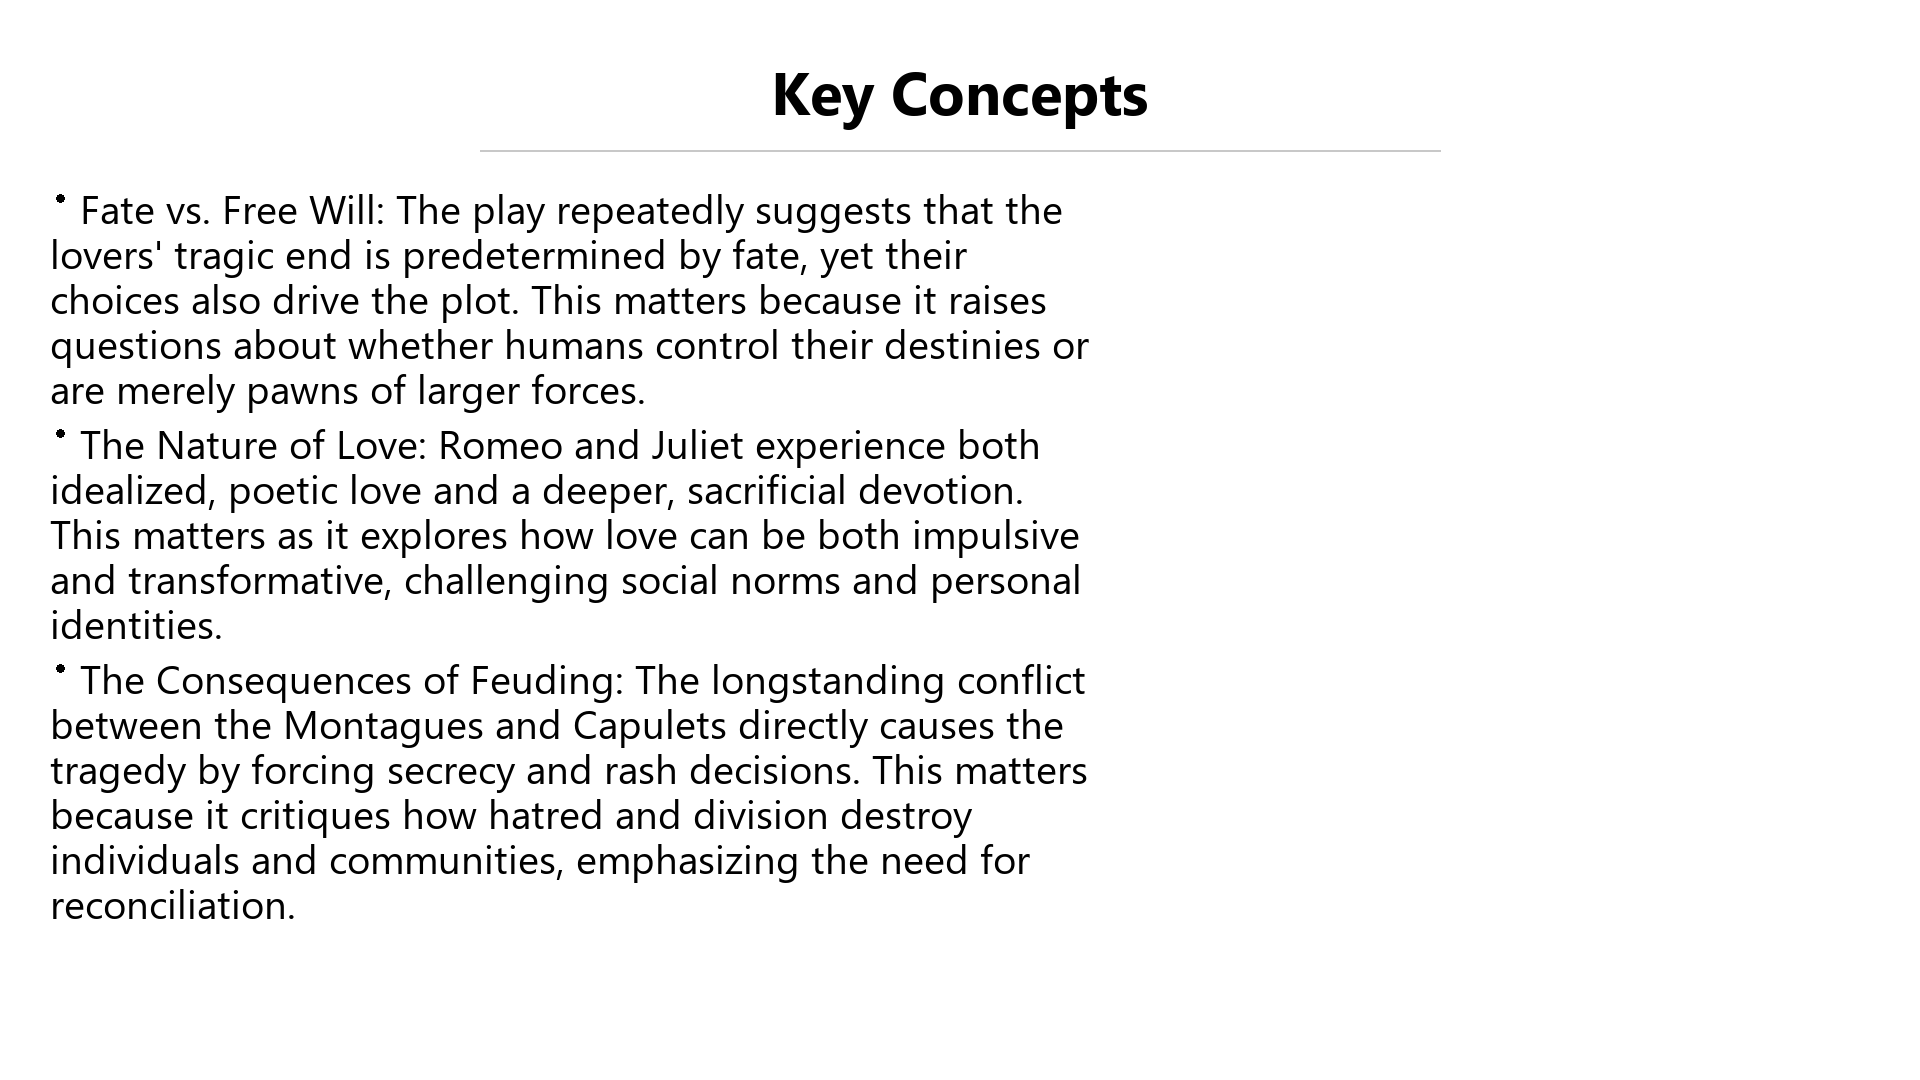 Key Concepts
• Fate vs. Free Will: The play repeatedly suggests that the
lovers' tragic end is predetermined by fate, yet their
choices also drive the plot. This matters because it raises
questions about whether humans control their destinies or
are merely pawns of larger forces.
• The Nature of Love: Romeo and Juliet experience both
idealized, poetic love and a deeper, sacrificial devotion.
This matters as it explores how love can be both impulsive
and transformative, challenging social norms and personal
identities.
• The Consequences of Feuding: The longstanding conflict
between the Montagues and Capulets directly causes the
tragedy by forcing secrecy and rash decisions. This matters
because it critiques how hatred and division destroy
individuals and communities, emphasizing the need for
reconciliation.